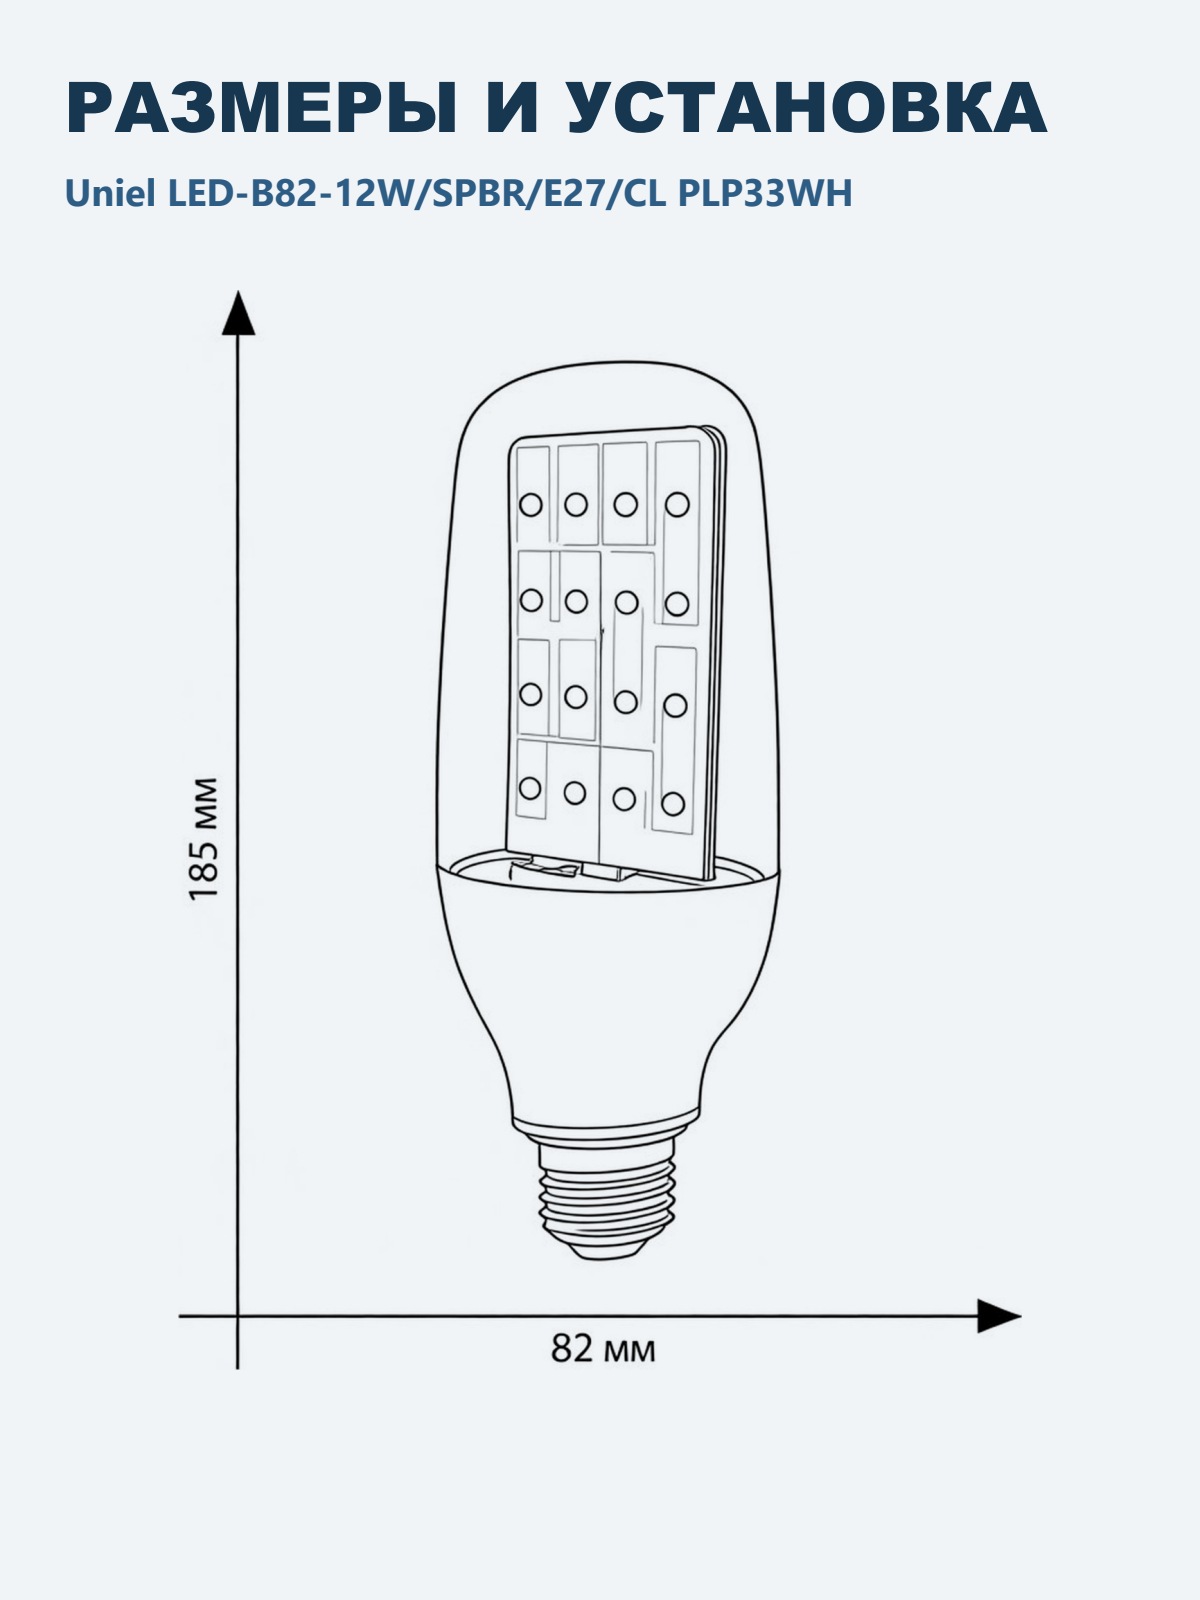 РАЗМЕРЫ И УСТАНОВКА
Uniel LED-B82-12W/SPBR/E27/CL PLP33WH
185 мм
82 мм